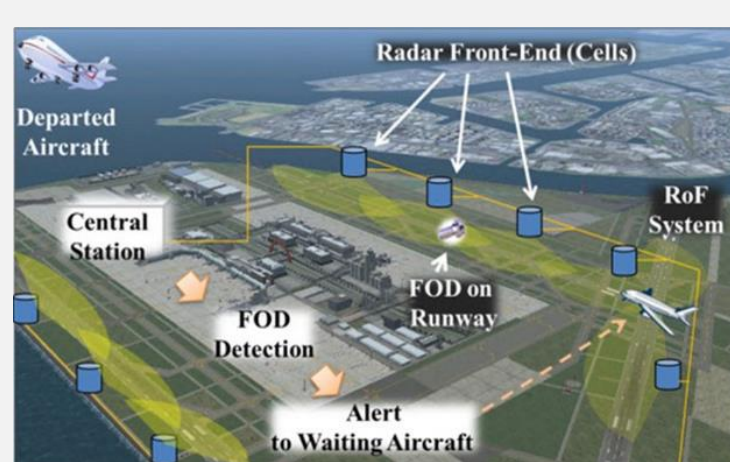 Radar Front-End (Cells)
Departed
Aircraft
RoF
System
Central
Station
FOD on
Runway
FOD
Detection
Alert
to Waiting Aircraft